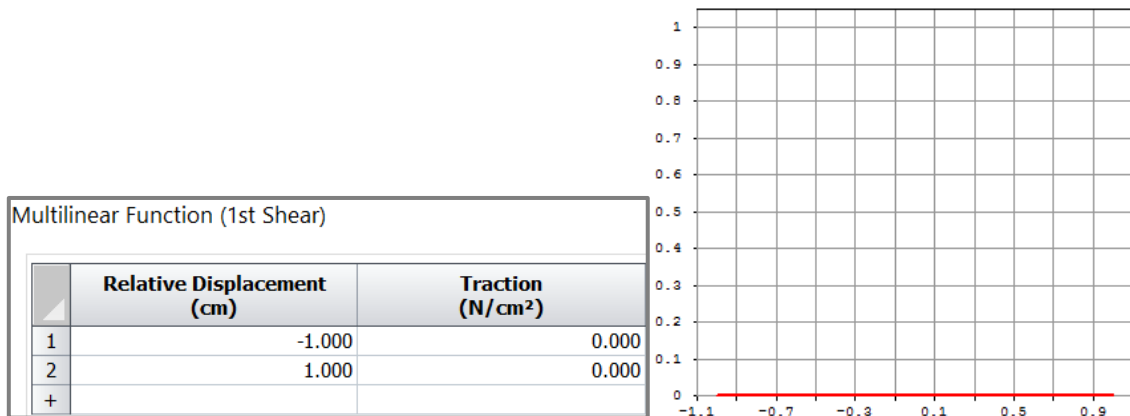 Multilinear Function (1st Shear)
Relative Displacement
(cm)
Traction
(N/cm²)
1 -1.000 0.000
2 1.000 0.000
+
1
0.9
0.8
0.7
0.6
0.5
0.4
0.3
0.2
0.1
0
-1.1 -0.7 -0.3 0.1 0.5 0.9